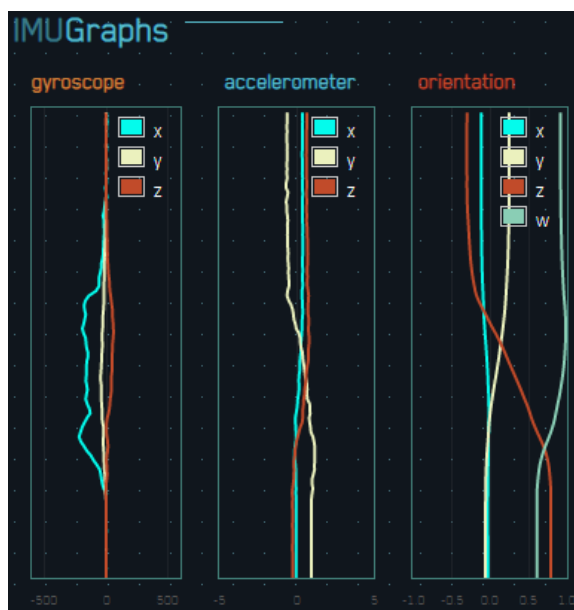 IMUGraphs
gyroscope accelerometer orientation
x x x
y y y
z z z
w
-500 0 500 -5 0 5 -1.0 -0.5 0.0 0.5 1.0